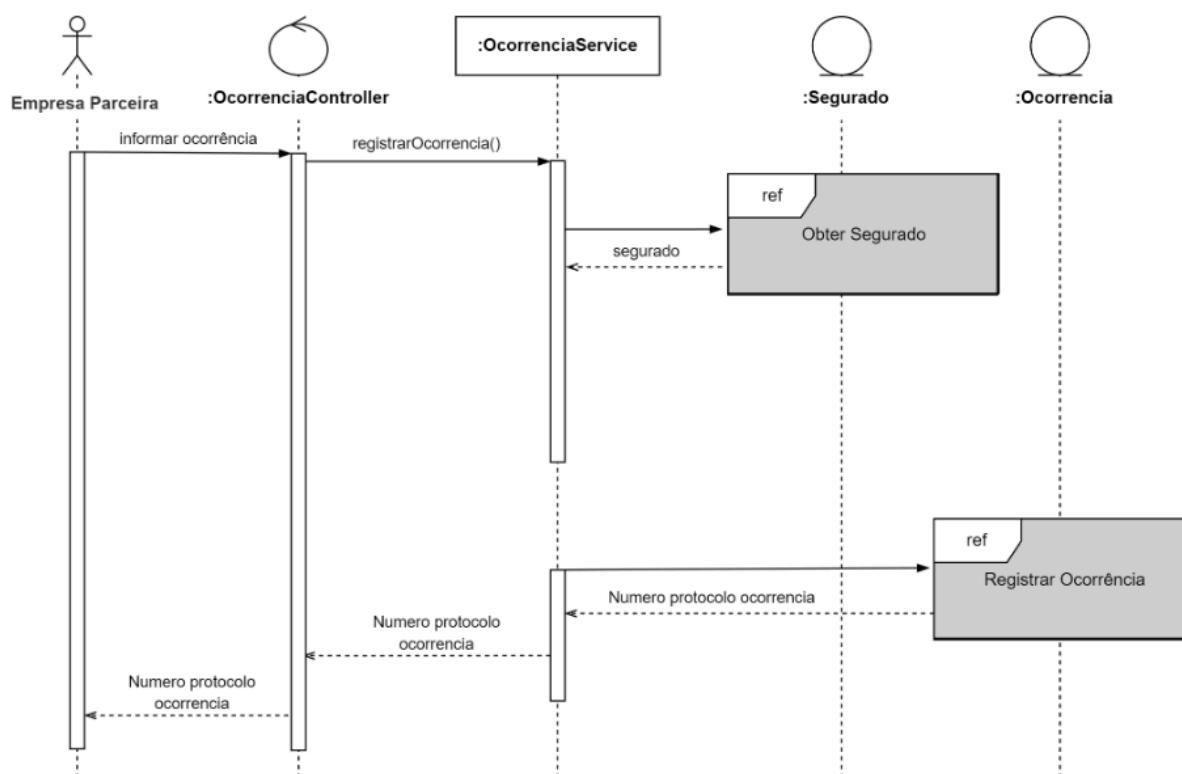 Empresa Parceira
:OcorrenciaController
:OcorrenciaService
:Segurado
:Ocorrencia
informar ocorrência
registrarOcorrencia()
ref
Obter Segurado
segurado
ref
Registrar Ocorrência
Numero protocolo ocorrencia
Numero protocolo
ocorrencia
Numero protocolo
ocorrencia